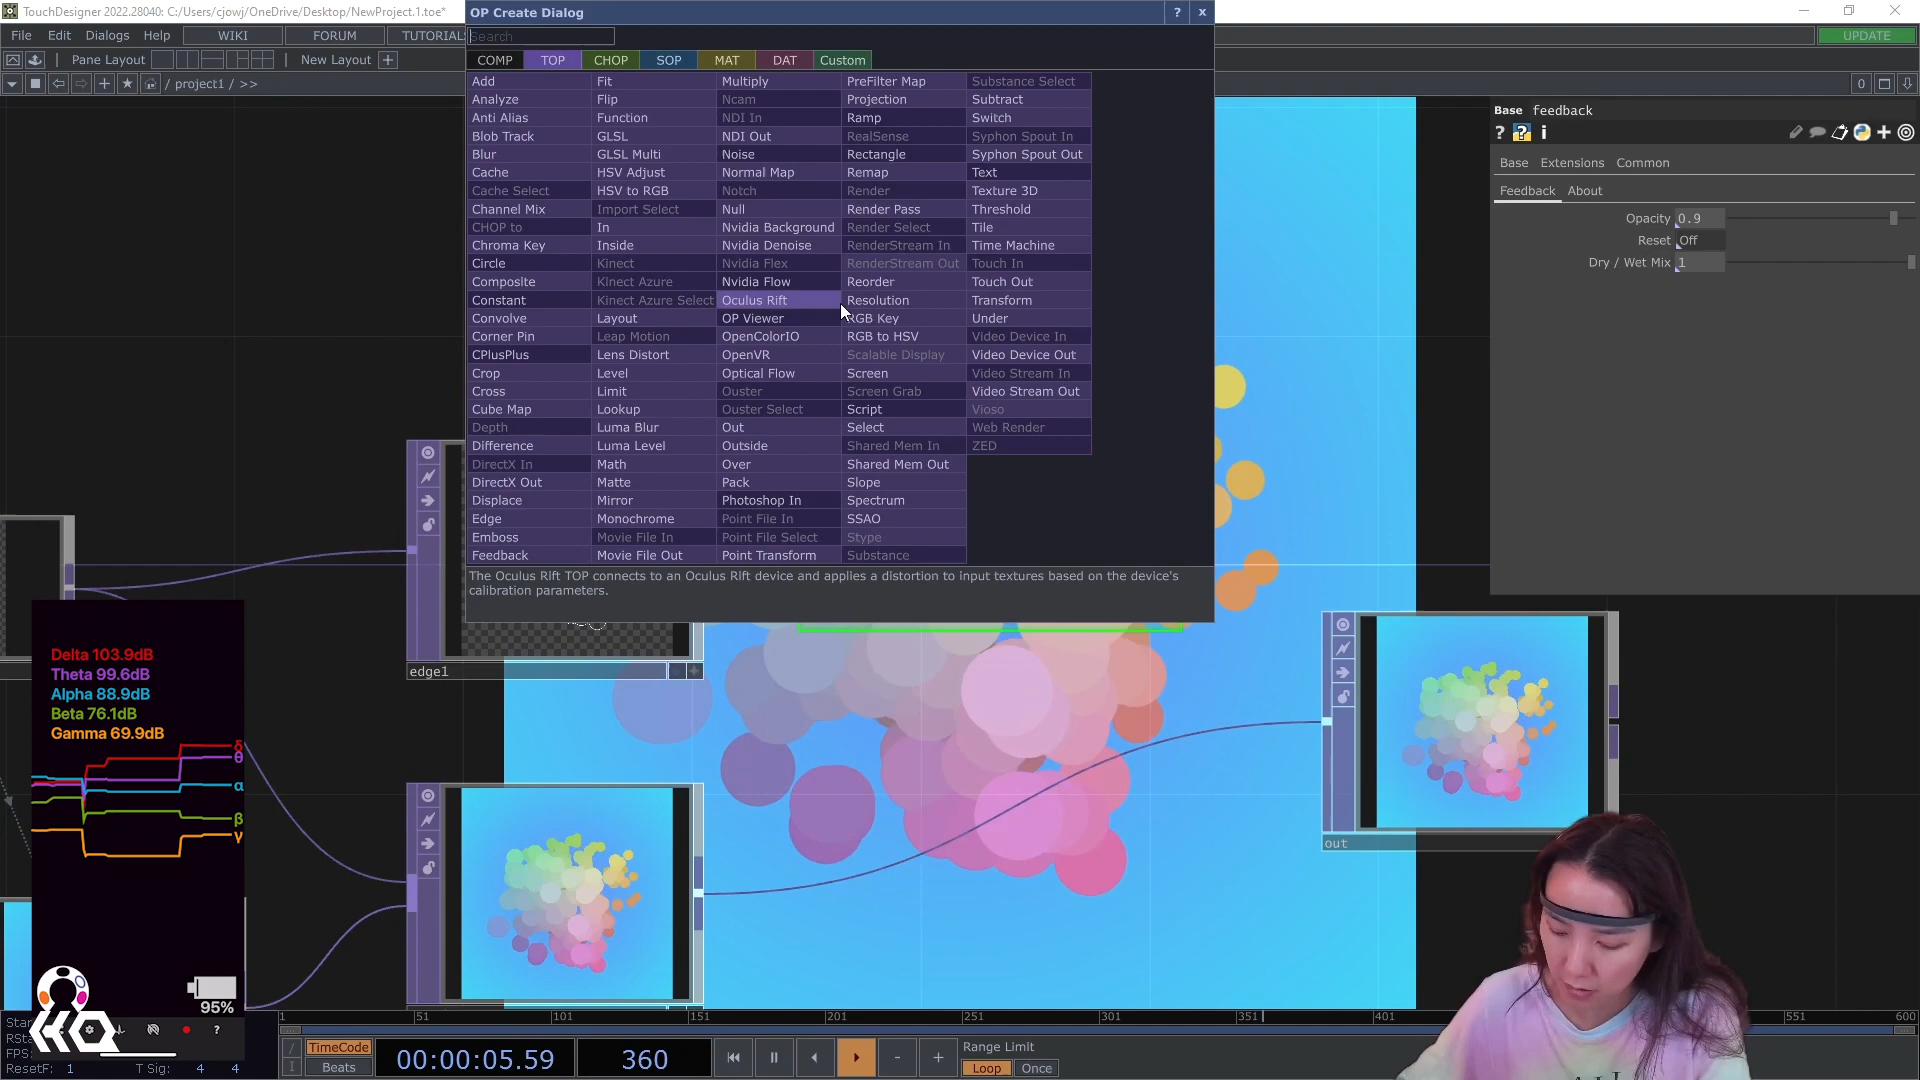 TouchDesigner 2022.28040: C:/Users/cjowj/OneDrive/Desktop/NewProject.1.toe*
OP Create Dialog
? x
File Edit Dialogs Help WIKI FORUM TUTORIALS
Search
UPDATE
Pane Layout New Layout +
COMP TOP CHOP SOP MAT DAT Custom
/ project1 / >>
0
Add Fit Multiply PreFilter Map Substance Select
Analyze Flip Ncam Projection Subtract
Anti Alias Function NDI In Ramp Switch
Blob Track GLSL NDI Out RealSense Syphon Spout In
Blur GLSL Multi Noise Rectangle Syphon Spout Out
Cache HSV Adjust Normal Map Remap Text
Cache Select HSV to RGB Notch Render Texture 3D
Channel Mix Import Select Null Render Pass Threshold
CHOP to In Nvidia Background Render Select Tile
Chroma Key Inside Nvidia Denoise RenderStream In Time Machine
Circle Kinect Nvidia Flex RenderStream Out Touch In
Composite Kinect Azure Nvidia Flow Reorder Touch Out
Constant Kinect Azure Select Oculus Rift Resolution Transform
Convolve Layout OP Viewer RGB Key Under
Corner Pin Leap Motion OpenColorIO RGB to HSV Video Device In
CPlusPlus Lens Distort OpenVR Scalable Display Video Device Out
Crop Level Optical Flow Screen Video Stream In
Cross Limit Ouster Screen Grab Video Stream Out
Cube Map Lookup Ouster Select Script Vioso
Depth Luma Blur Out Select Web Render
Difference Luma Level Outside Shared Mem In ZED
DirectX In Math Over Shared Mem Out
DirectX Out Matte Pack Slope
Displace Mirror Photoshop In Spectrum
Edge Monochrome Point File In SSAO
Emboss Movie File In Point File Select Stype
Feedback Movie File Out Point Transform Substance
The Oculus Rift TOP connects to an Oculus Rift device and applies a distortion to input textures based on the device's
calibration parameters.
Base feedback
? ? i
Base Extensions Common
Feedback About
Opacity 0.9
Reset Off
Dry / Wet Mix 1
edge1
out
Delta 103.9dB
Theta 99.6dB
Alpha 88.9dB
Beta 76.1dB
Gamma 69.9dB
δ
θ
α
β
γ
95%
?
1 51 101 151 201 251 301 351 401 551 600
FPS:
ResetF: 1 T Sig: 4 4
TimeCode
Beats
00:00:05.59
360
- +
Range Limit
Loop Once